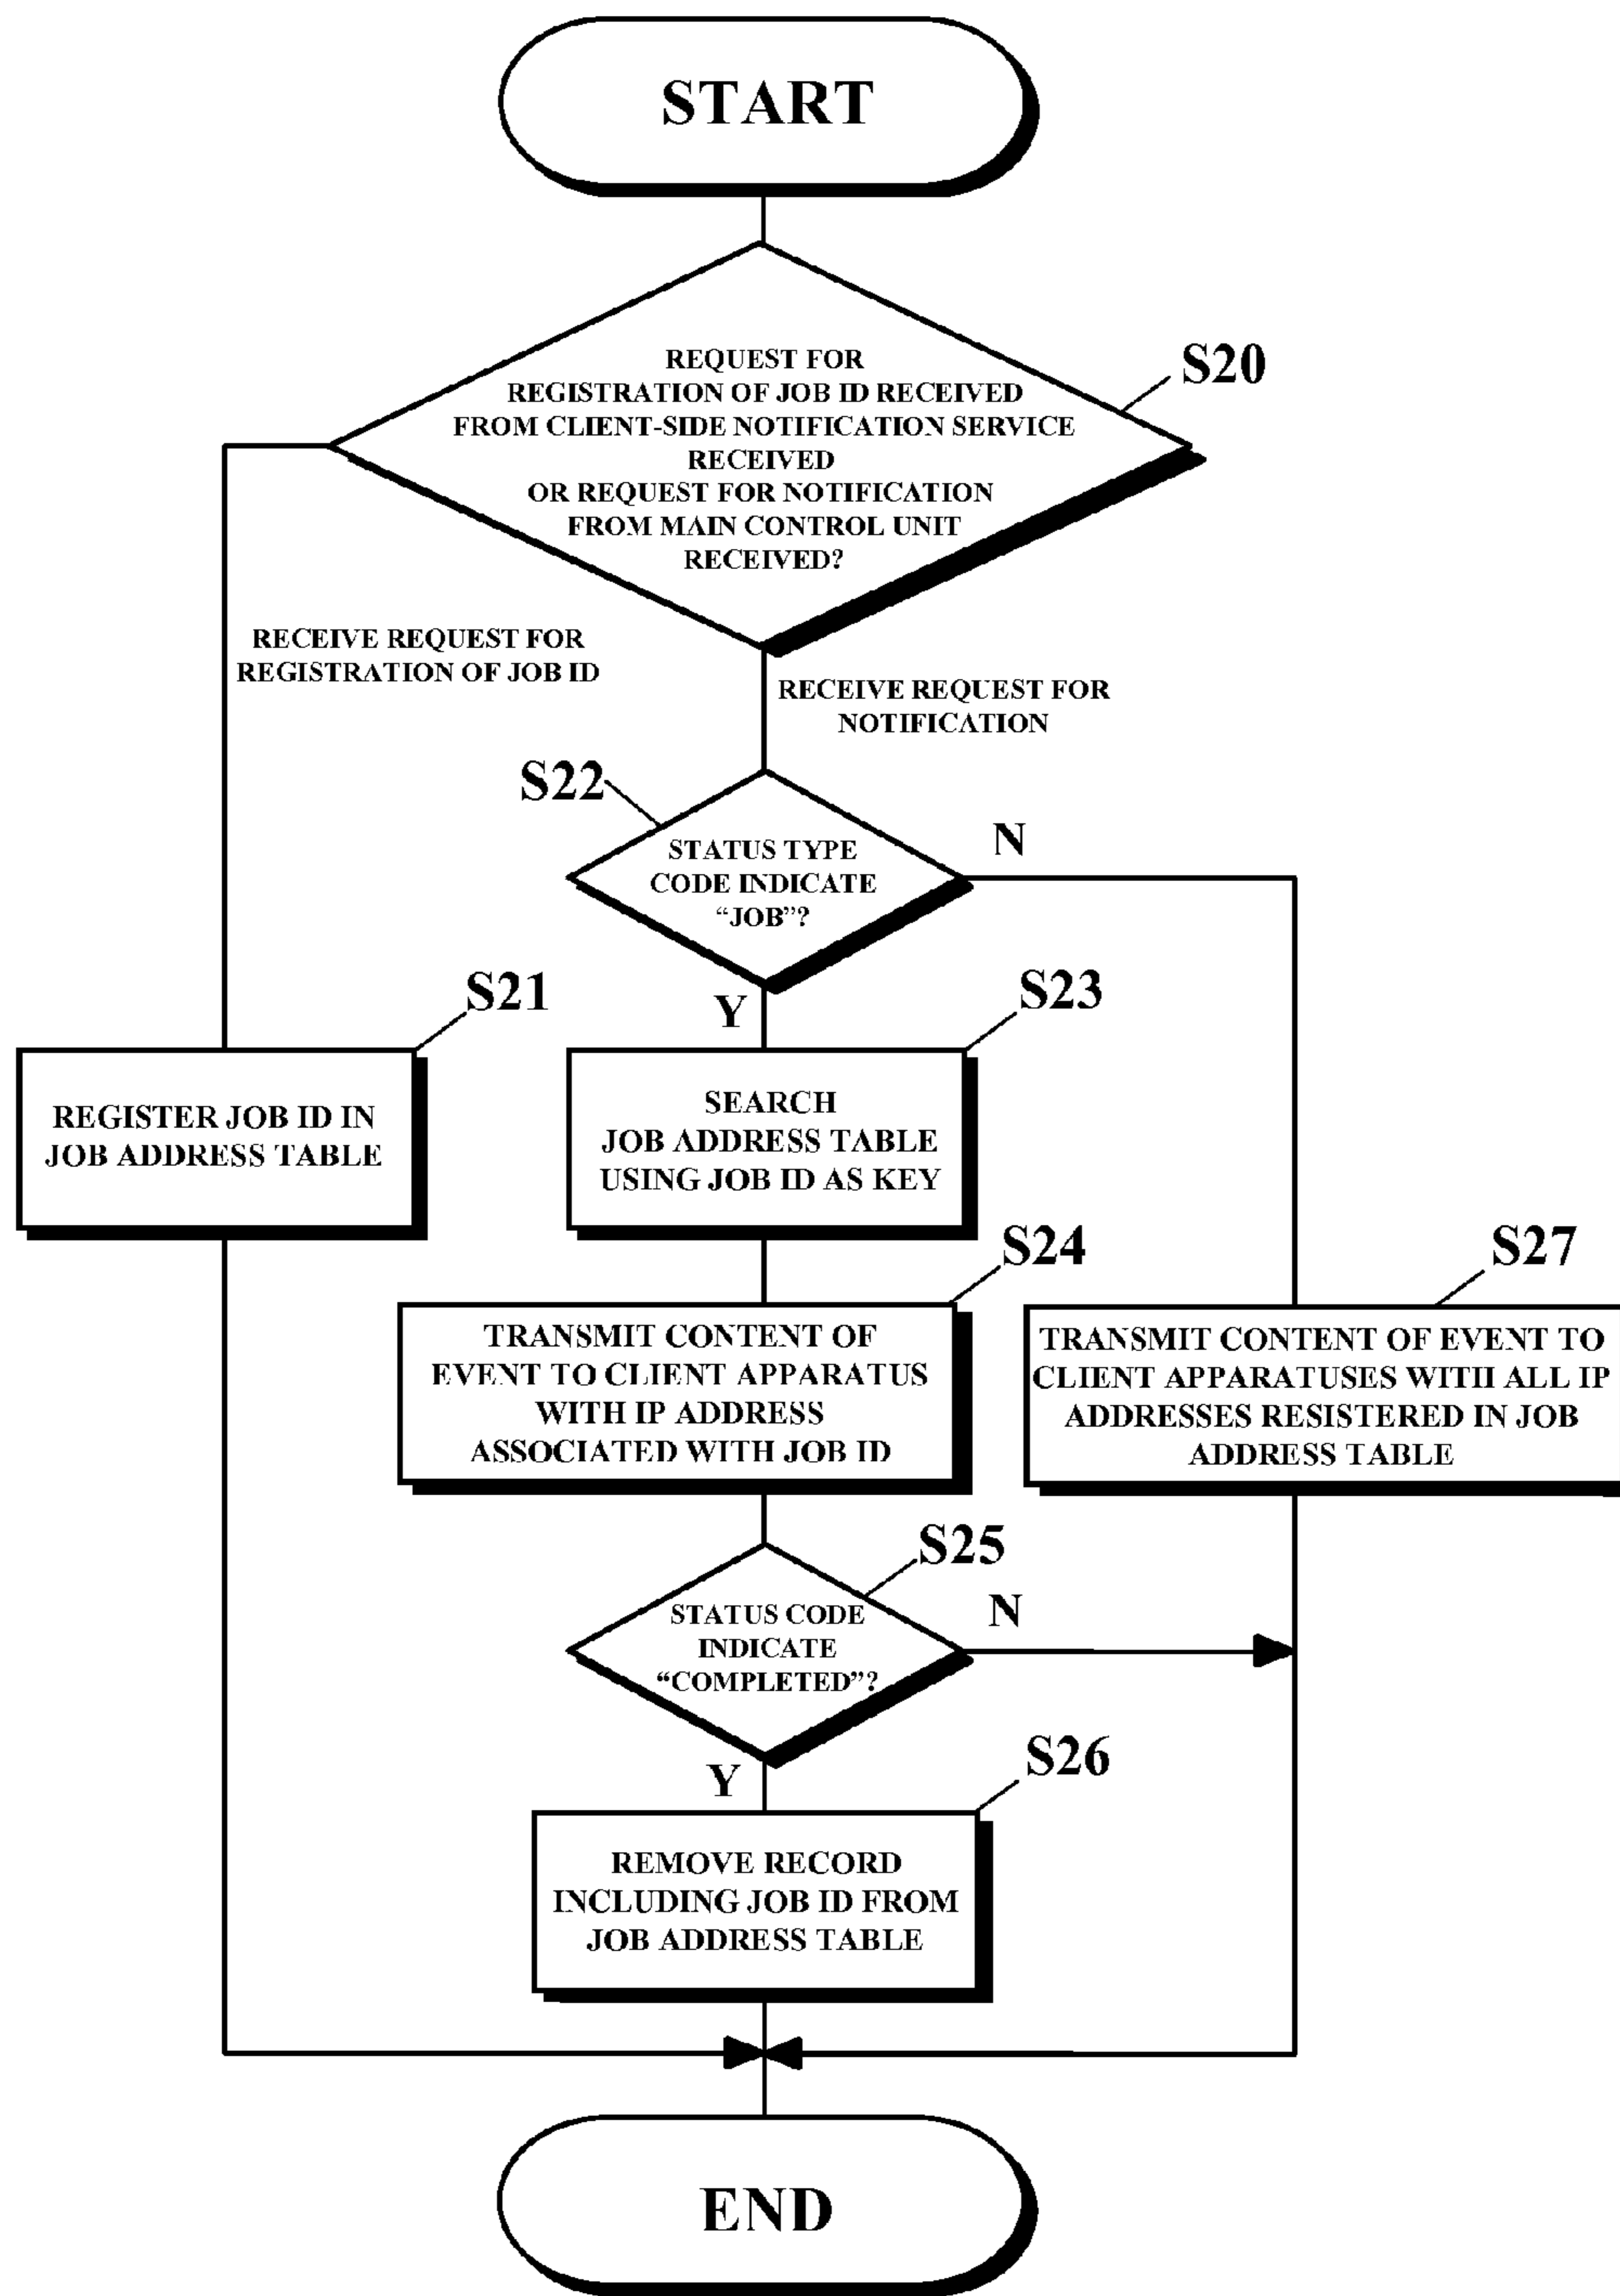 START
REQUEST FOR
REGISTRATION OF JOB ID RECEIVED
FROM CLIENT-SIDE NOTIFICATION SERVICE
RECEIVED
OR REQUEST FOR NOTIFICATION
FROM MAIN CONTROL UNIT
RECEIVED?
S20
RECEIVE REQUEST FOR
REGISTRATION OF JOB ID
RECEIVE REQUEST FOR
NOTIFICATION
S22
STATUS TYPE
CODE INDICATE
“JOB”?
N
Y
S21
REGISTER JOB ID IN
JOB ADDRESS TABLE
S23
SEARCH
JOB ADDRESS TABLE
USING JOB ID AS KEY
S24
TRANSMIT CONTENT OF
EVENT TO CLIENT APPARATUS
WITH IP ADDRESS
ASSOCIATED WITH JOB ID
S27
TRANSMIT CONTENT OF EVENT TO
CLIENT APPARATUSES WITH ALL IP
ADDRESSES RESISTERED IN JOB
ADDRESS TABLE
S25
STATUS CODE
INDICATE
“COMPLETED”?
N
Y
S26
REMOVE RECORD
INCLUDING JOB ID FROM
JOB ADDRESS TABLE
END